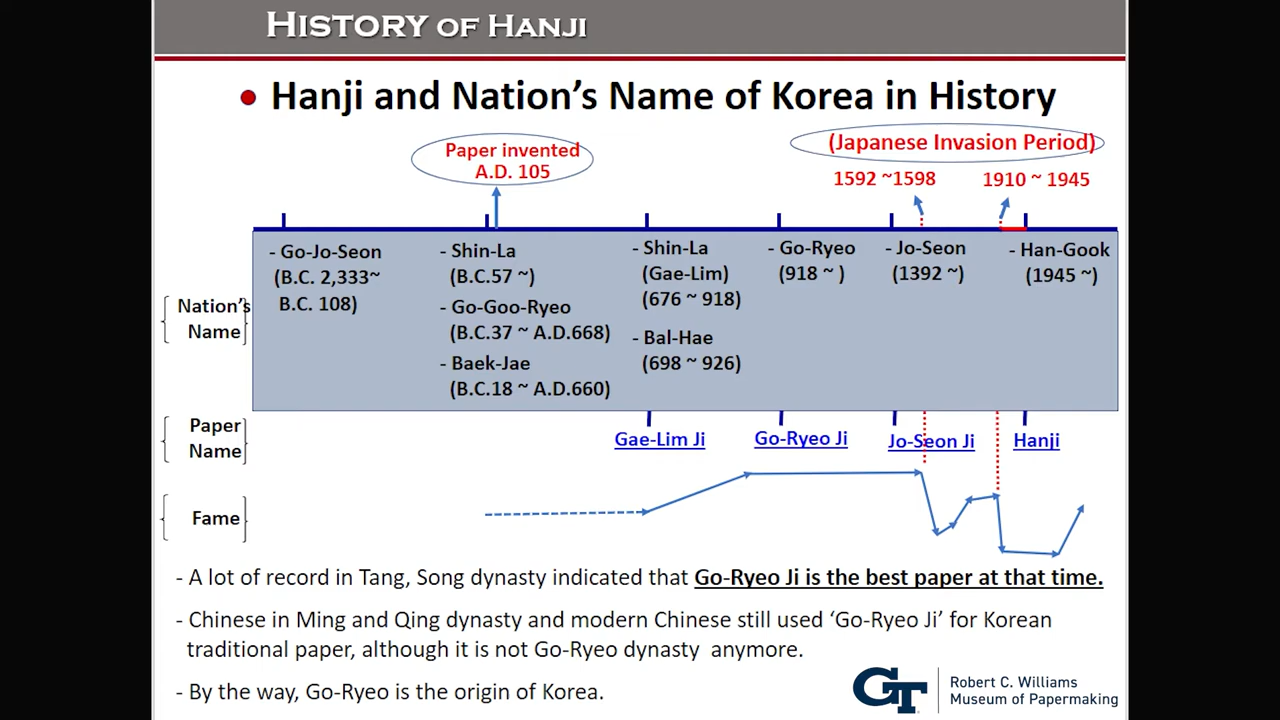 HISTORY OF HANJI
• Hanji and Nation's Name of Korea in History
Paper invented
A.D. 105
(Japanese Invasion Period)
1592 ~1598
1910 ~ 1945
Nation's
Name
- Go-Jo-Seon
(B.C. 2,333~
B.C. 108)
- Shin-La
(B.C.57 ~)
- Go-Goo-Ryeo
(B.C.37 ~ A.D.668)
- Baek-Jae
(B.C.18 ~ A.D.660)
- Shin-La
(Gae-Lim)
(676 ~ 918)
- Bal-Hae
(698 ~ 926)
- Go-Ryeo
(918 ~ )
- Jo-Seon
(1392 ~)
- Han-Gook
(1945 ~)
Paper
Name
Gae-Lim Ji
Go-Ryeo Ji
Jo-Seon Ji
Hanji
Fame
- A lot of record in Tang, Song dynasty indicated that Go-Ryeo Ji is the best paper at that time.
- Chinese in Ming and Qing dynasty and modern Chinese still used 'Go-Ryeo Ji' for Korean
traditional paper, although it is not Go-Ryeo dynasty anymore.
- By the way, Go-Ryeo is the origin of Korea.
GT
Robert C. Williams
Museum of Papermaking